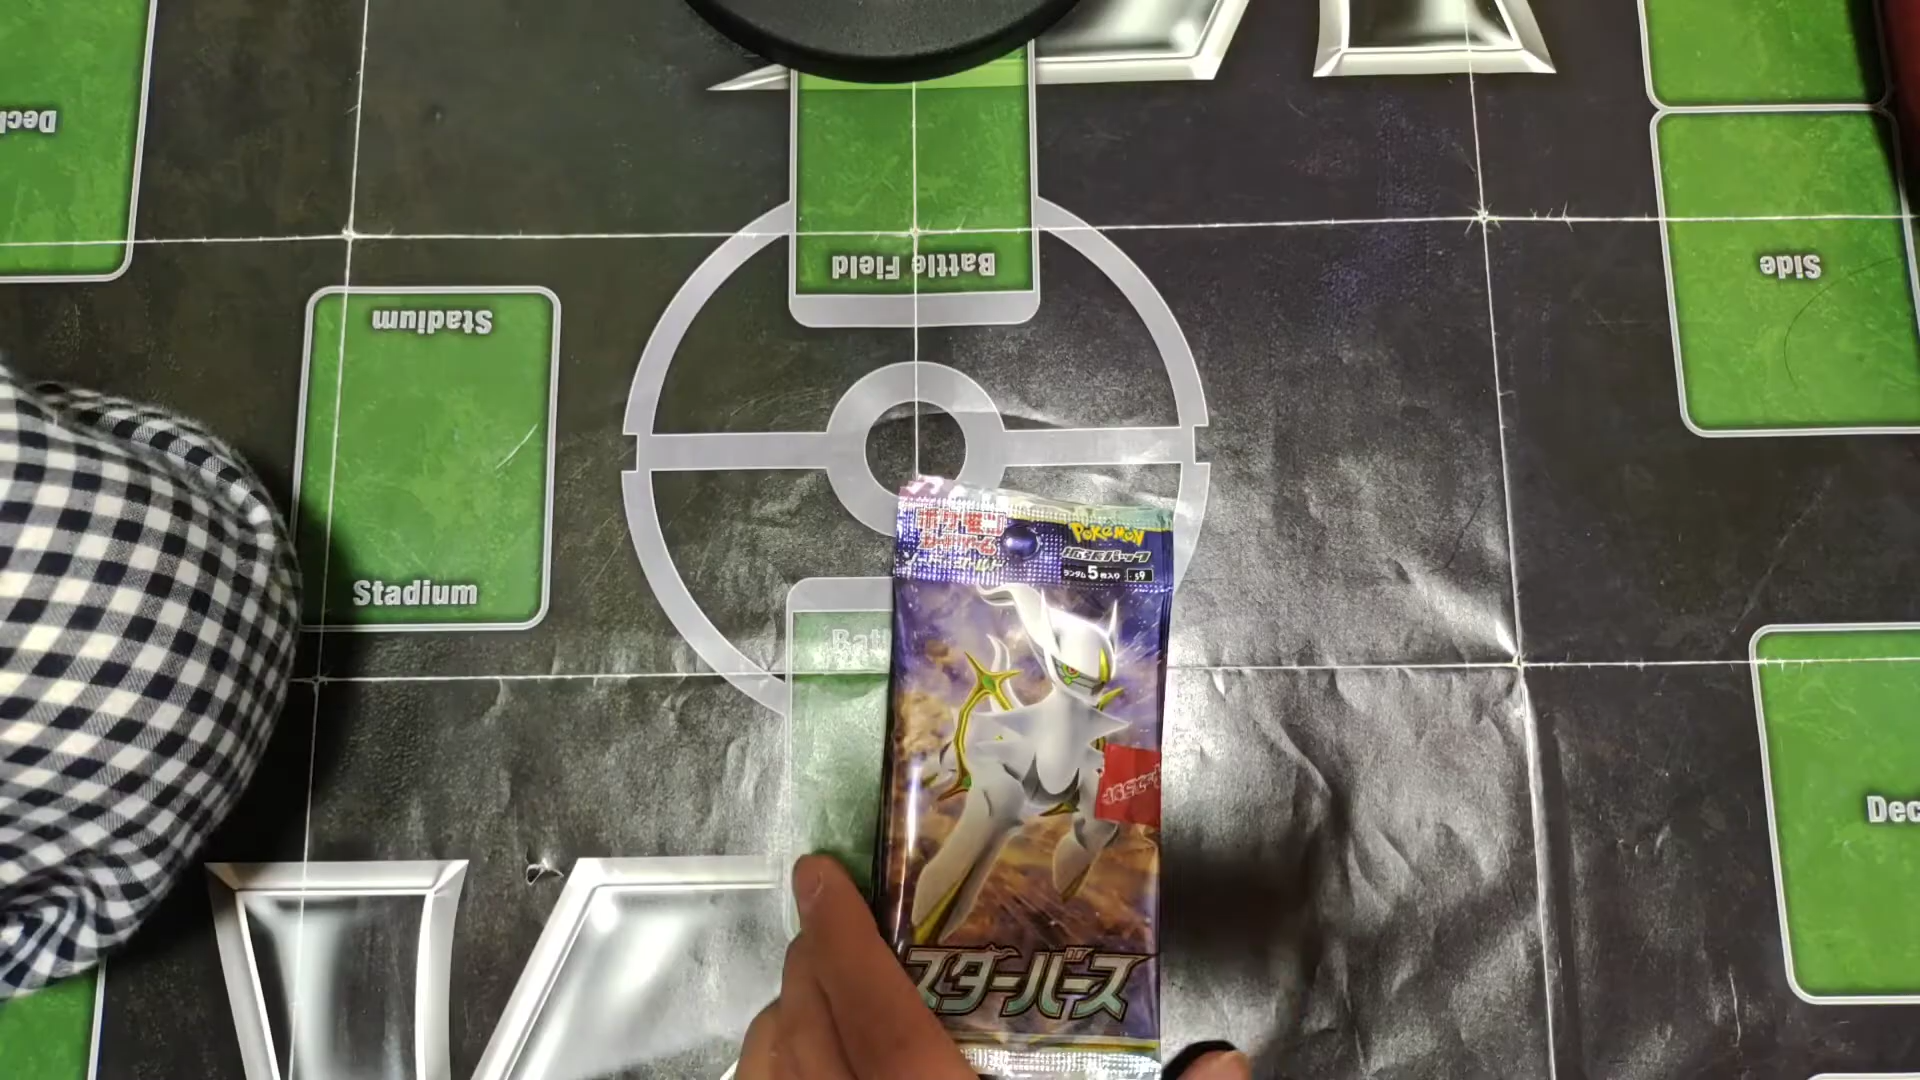 Deck
Battle Field
Side
Stadium
Stadium
Pokémon
拡張パック
ランダム5枚入り
s9
Dec
スターバース